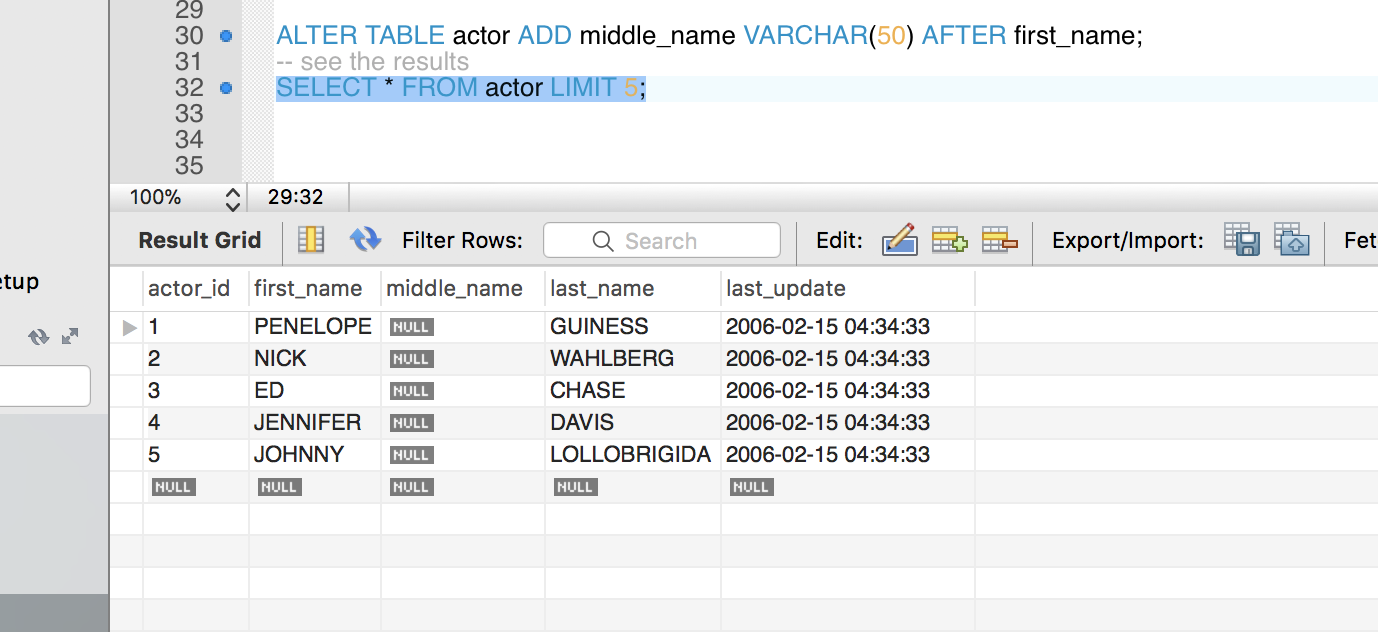 29
30 ALTER TABLE actor ADD middle_name VARCHAR(50) AFTER first_name;
31 -- see the results
32 SELECT * FROM actor LIMIT 5;
33
34
35
100% 29:32
Result Grid Filter Rows: Search Edit: Export/Import: Fet
etup
actor_id first_name middle_name last_name last_update
1 PENELOPE NULL GUINESS 2006-02-15 04:34:33
2 NICK NULL WAHLBERG 2006-02-15 04:34:33
3 ED NULL CHASE 2006-02-15 04:34:33
4 JENNIFER NULL DAVIS 2006-02-15 04:34:33
5 JOHNNY NULL LOLLOBRIGIDA 2006-02-15 04:34:33
NULL NULL NULL NULL NULL